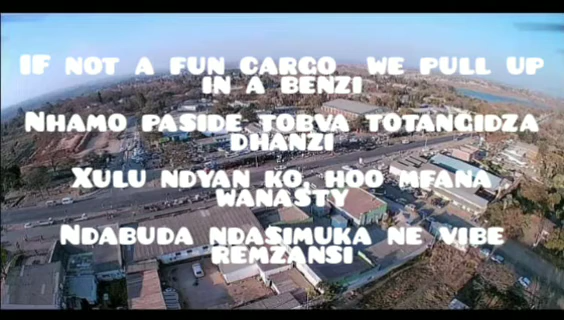 IF NOT A FUN CARGO WE PULL UP
IN A BENZI
NHAMO PASIDE TOBVA TOTANGIDZA
DHANZI
XULU NDYAN KO, HOO MFANA
WANASTY
NDABUDA NDASIMUKA NE VIBE
REMZANSI